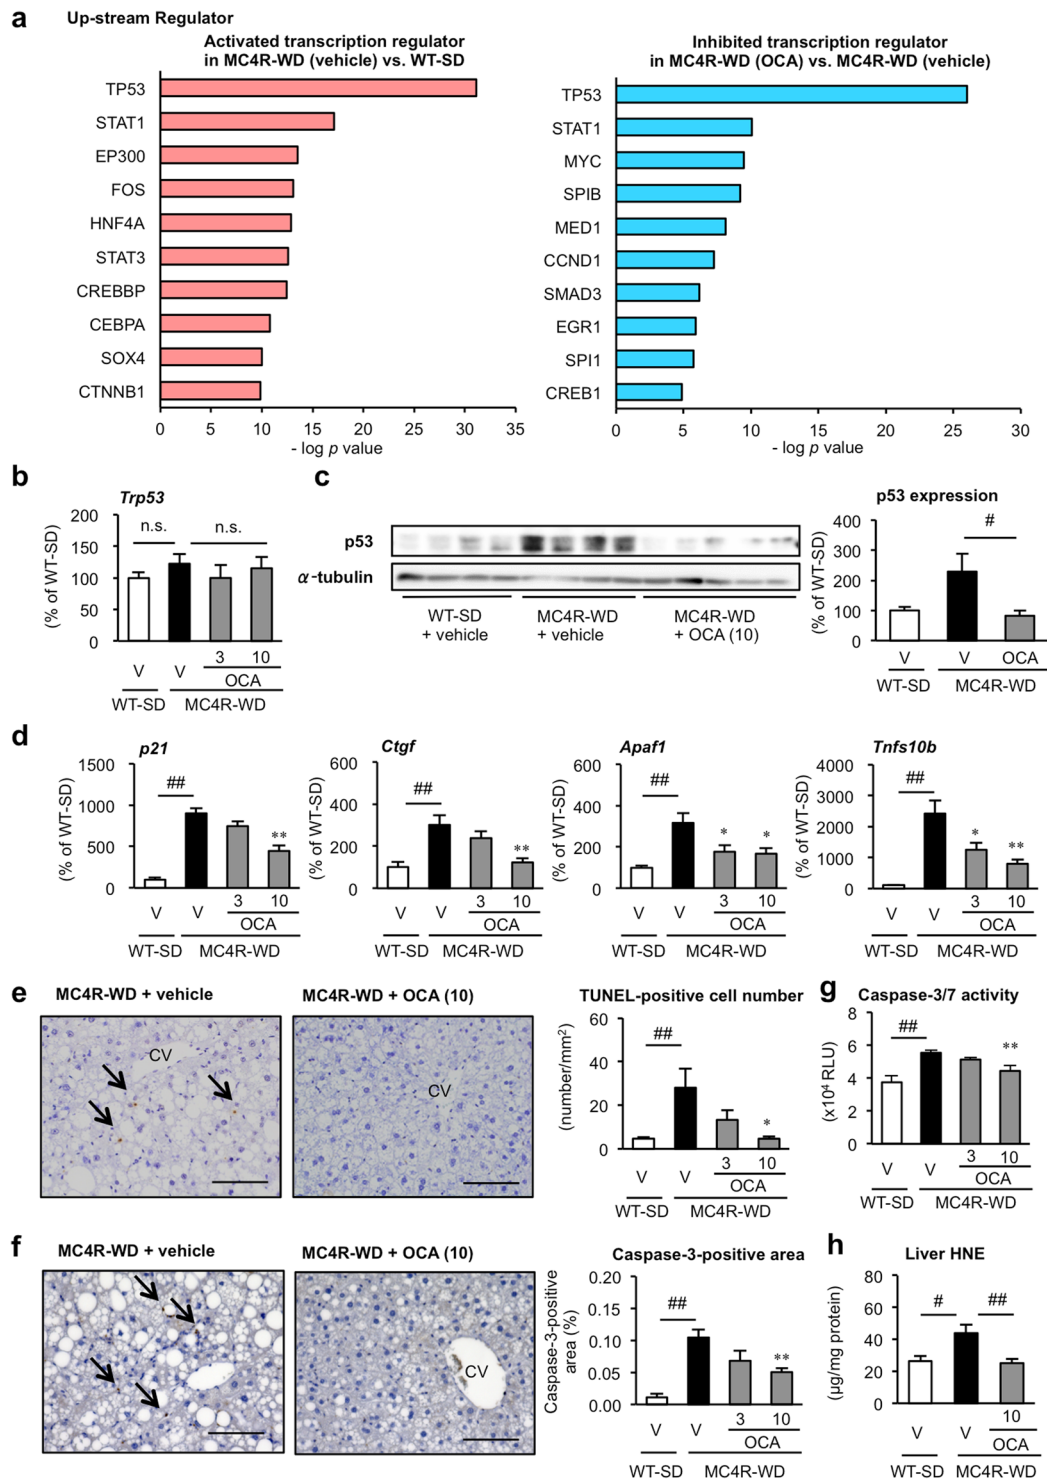 a
Up-stream Regulator
Activated transcription regulator
in MC4R-WD (vehicle) vs. WT-SD
TP53
STAT1
EP300
FOS
HNF4A
STAT3
CREBBP
CEBPA
SOX4
CTNNB1
0 5 10 15 20 25 30 35
- log p value
Inhibited transcription regulator
in MC4R-WD (OCA) vs. MC4R-WD (vehicle)
TP53
STAT1
MYC
SPIB
MED1
CCND1
SMAD3
EGR1
SPI1
CREB1
0 5 10 15 20 25 30
- log p value
b
Trp53
(% of WT-SD)
200
150
100
50
0
n.s. n.s.
V V 3 10
OCA
WT-SD MC4R-WD
c
p53
α-tubulin
WT-SD
+ vehicle
MC4R-WD
+ vehicle
MC4R-WD
+ OCA (10)
p53 expression
(% of WT-SD)
400
300
200
100
0
#
V V OCA
WT-SD MC4R-WD
d
p21
(% of WT-SD)
1500
1000
500
0
##
**
V V 3 10
OCA
WT-SD MC4R-WD
Ctgf
(% of WT-SD)
600
400
200
0
##
**
V V 3 10
OCA
WT-SD MC4R-WD
Apaf1
(% of WT-SD)
600
400
200
0
##
* *
V V 3 10
OCA
WT-SD MC4R-WD
Tnfs10b
(% of WT-SD)
4000
3000
2000
1000
0
##
* **
V V 3 10
OCA
WT-SD MC4R-WD
e
MC4R-WD + vehicle
CV
MC4R-WD + OCA (10)
CV
TUNEL-positive cell number
(number/mm²)
60
40
20
0
##
*
V V 3 10
OCA
WT-SD MC4R-WD
g
Caspase-3/7 activity
(x10⁴ RLU)
8
6
4
2
0
##
**
V V 3 10
OCA
WT-SD MC4R-WD
f
MC4R-WD + vehicle
MC4R-WD + OCA (10)
CV
Caspase-3-positive area
Caspase-3-positive
area (%)
0.20
0.15
0.10
0.05
0.00
##
**
V V 3 10
OCA
WT-SD MC4R-WD
h
Liver HNE
(μg/mg protein)
80
60
40
20
0
# ##
V V 10
OCA
WT-SD MC4R-WD